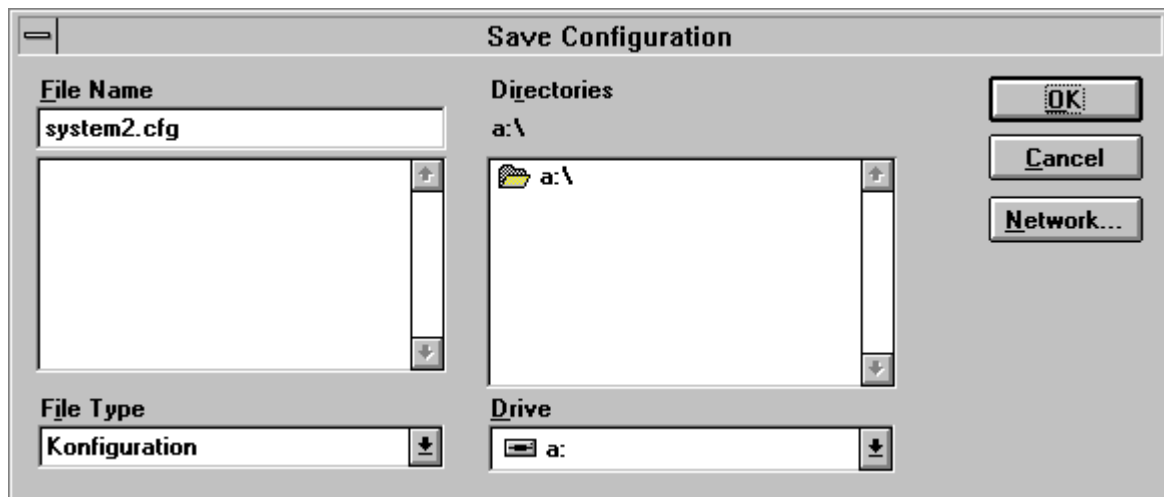 Save Configuration
File Name
system2.cfg
File Type
Konfiguration
Directories
a:\
a:\
Drive
a:
OK
Cancel
Network...